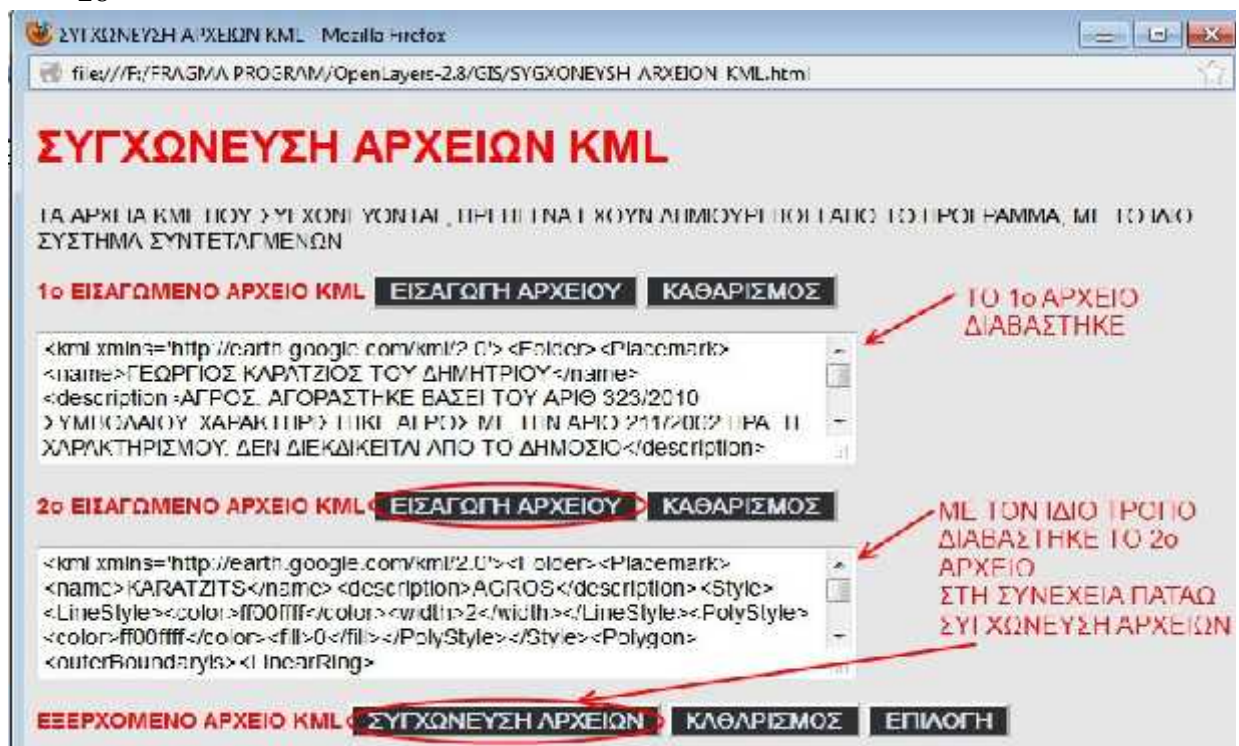 ΣΥΓΧΩΝΕΥΣΗ ΑΡΧΕΙΩΝ KML - Mozilla Firefox
file:///F:/FRAGMA PROGRAM/OpenLayers-2.8/GIS/SYGXONEYSH ARXEION KML.html
ΣΥΓΧΩΝΕΥΣΗ ΑΡΧΕΙΩΝ KML
ΤΑ ΑΡΧΕΙΑ KML ΠΟΥ ΣΥΓΧΩΝΕΥΟΝΤΑΙ, ΠΡΕΠΕΙ ΝΑ ΕΧΟΥΝ ΔΗΜΙΟΥΡΓΗΘΕΙ ΑΠΟ ΤΟ ΠΡΟΓΡΑΜΜΑ, ΜΕ ΤΟ ΙΔΙΟ
ΣΥΣΤΗΜΑ ΣΥΝΤΕΤΑΓΜΕΝΩΝ
1ο ΕΙΣΑΓΩΜΕΝΟ ΑΡΧΕΙΟ KML ΕΙΣΑΓΩΓΗ ΑΡΧΕΙΟΥ ΚΑΘΑΡΙΣΜΟΣ
ΤΟ 1ο ΑΡΧΕΙΟ
ΔΙΑΒΑΣΤΗΚΕ
<kml xmlns='http://earth.google.com/kml/2.0'> <Folder> <Placemark>
<name>ΓΕΩΡΓΙΟΣ ΚΑΡΑΤΖΙΟΣ ΤΟΥ ΔΗΜΗΤΡΙΟΥ</name>
<description>ΑΓΡΟΣ. ΑΓΟΡΑΣΤΗΚΕ ΒΑΣΕΙ ΤΟΥ ΑΡΙΘ 323/2010
ΣΥΜΒΟΛΑΙΟΥ. ΧΑΡΑΚΤΗΡΙΣΤΗΚΕ ΑΓΡΟΣ ΜΕ ΤΗΝ ΑΡΙΘ 211/2002 ΠΡΑΞΗ
ΧΑΡΑΚΤΗΡΙΣΜΟΥ. ΔΕΝ ΔΙΕΚΔΙΚΕΙΤΑΙ ΑΠΟ ΤΟ ΔΗΜΟΣΙΟ</description>
2ο ΕΙΣΑΓΩΜΕΝΟ ΑΡΧΕΙΟ KML ΕΙΣΑΓΩΓΗ ΑΡΧΕΙΟΥ ΚΑΘΑΡΙΣΜΟΣ
ΜΕ ΤΟΝ ΙΔΙΟ ΤΡΟΠΟ
ΔΙΑΒΑΣΤΗΚΕ ΤΟ 2ο
ΑΡΧΕΙΟ
ΣΤΗ ΣΥΝΕΧΕΙΑ ΠΑΤΑΩ
ΣΥΓΧΩΝΕΥΣΗ ΑΡΧΕΙΩΝ
<kml xmlns='http://earth.google.com/kml/2.0'><Folder><Placemark>
<name>KARATZITS</name> <description>AGROS</description><Style>
<LineStyle><color>ff00ffff</color><width>2</width></LineStyle><PolyStyle>
<color>ff00ffff</color><fill>0</fill></PolyStyle></Style><Polygon>
<outerBoundaryIs><LinearRing>
ΕΞΕΡΧΟΜΕΝΟ ΑΡΧΕΙΟ KML ΣΥΓΧΩΝΕΥΣΗ ΑΡΧΕΙΩΝ ΚΑΘΑΡΙΣΜΟΣ ΕΠΙΛΟΓΗ